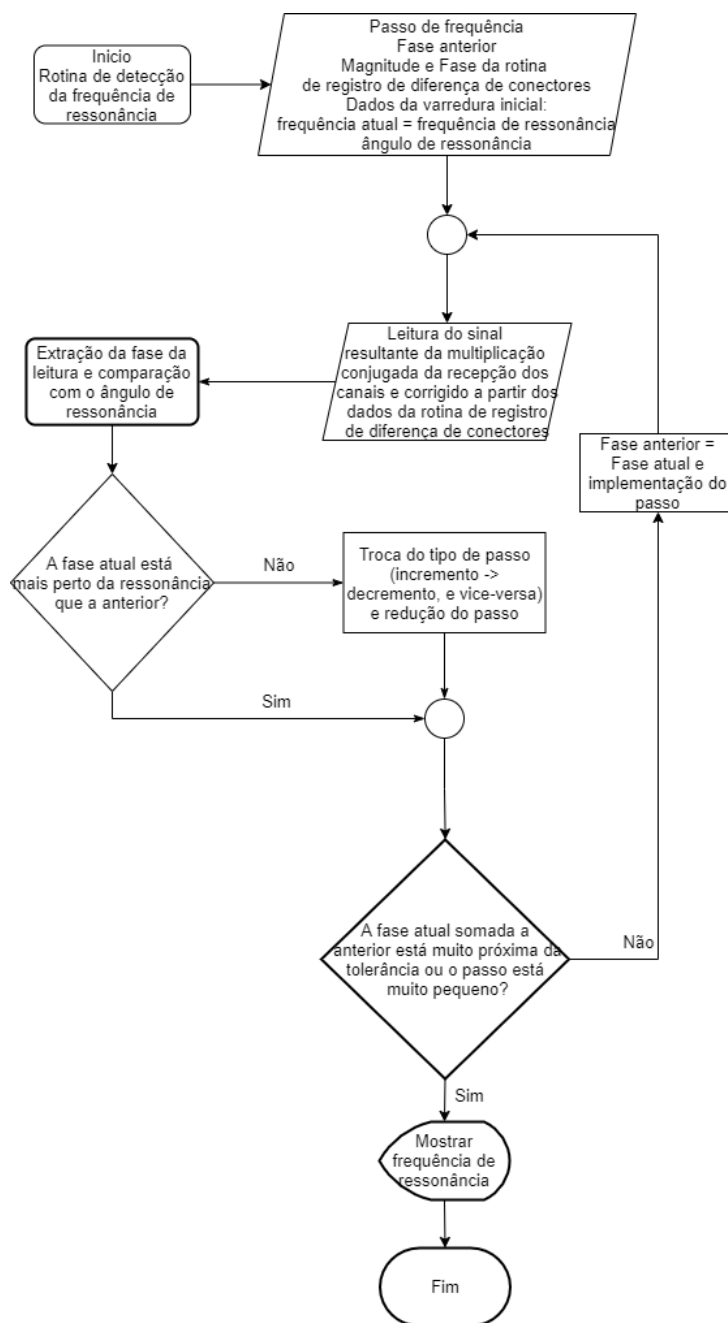 Inicio
Rotina de detecção
da frequência de
ressonância
Passo de frequência
Fase anterior
Magnitude e Fase da rotina
de registro de diferença de conectores
Dados da varredura inicial:
frequência atual = frequência de ressonância
ângulo de ressonância
Leitura do sinal
resultante da multiplicação
conjugada da recepção dos
canais e corrigido a partir dos
dados da rotina de registro
de diferença de conectores
Extração da fase da
leitura e comparação
com o ângulo de
ressonância
Fase anterior =
Fase atual e
implementação do
passo
A fase atual está
mais perto da ressonância
que a anterior?
Não
Troca do tipo de passo
(incremento ->
decremento, e vice-versa)
e redução do passo
Sim
A fase atual somada a
anterior está muito próxima da
tolerância ou o passo está
muito pequeno?
Não
Sim
Mostrar
frequência de
ressonância
Fim